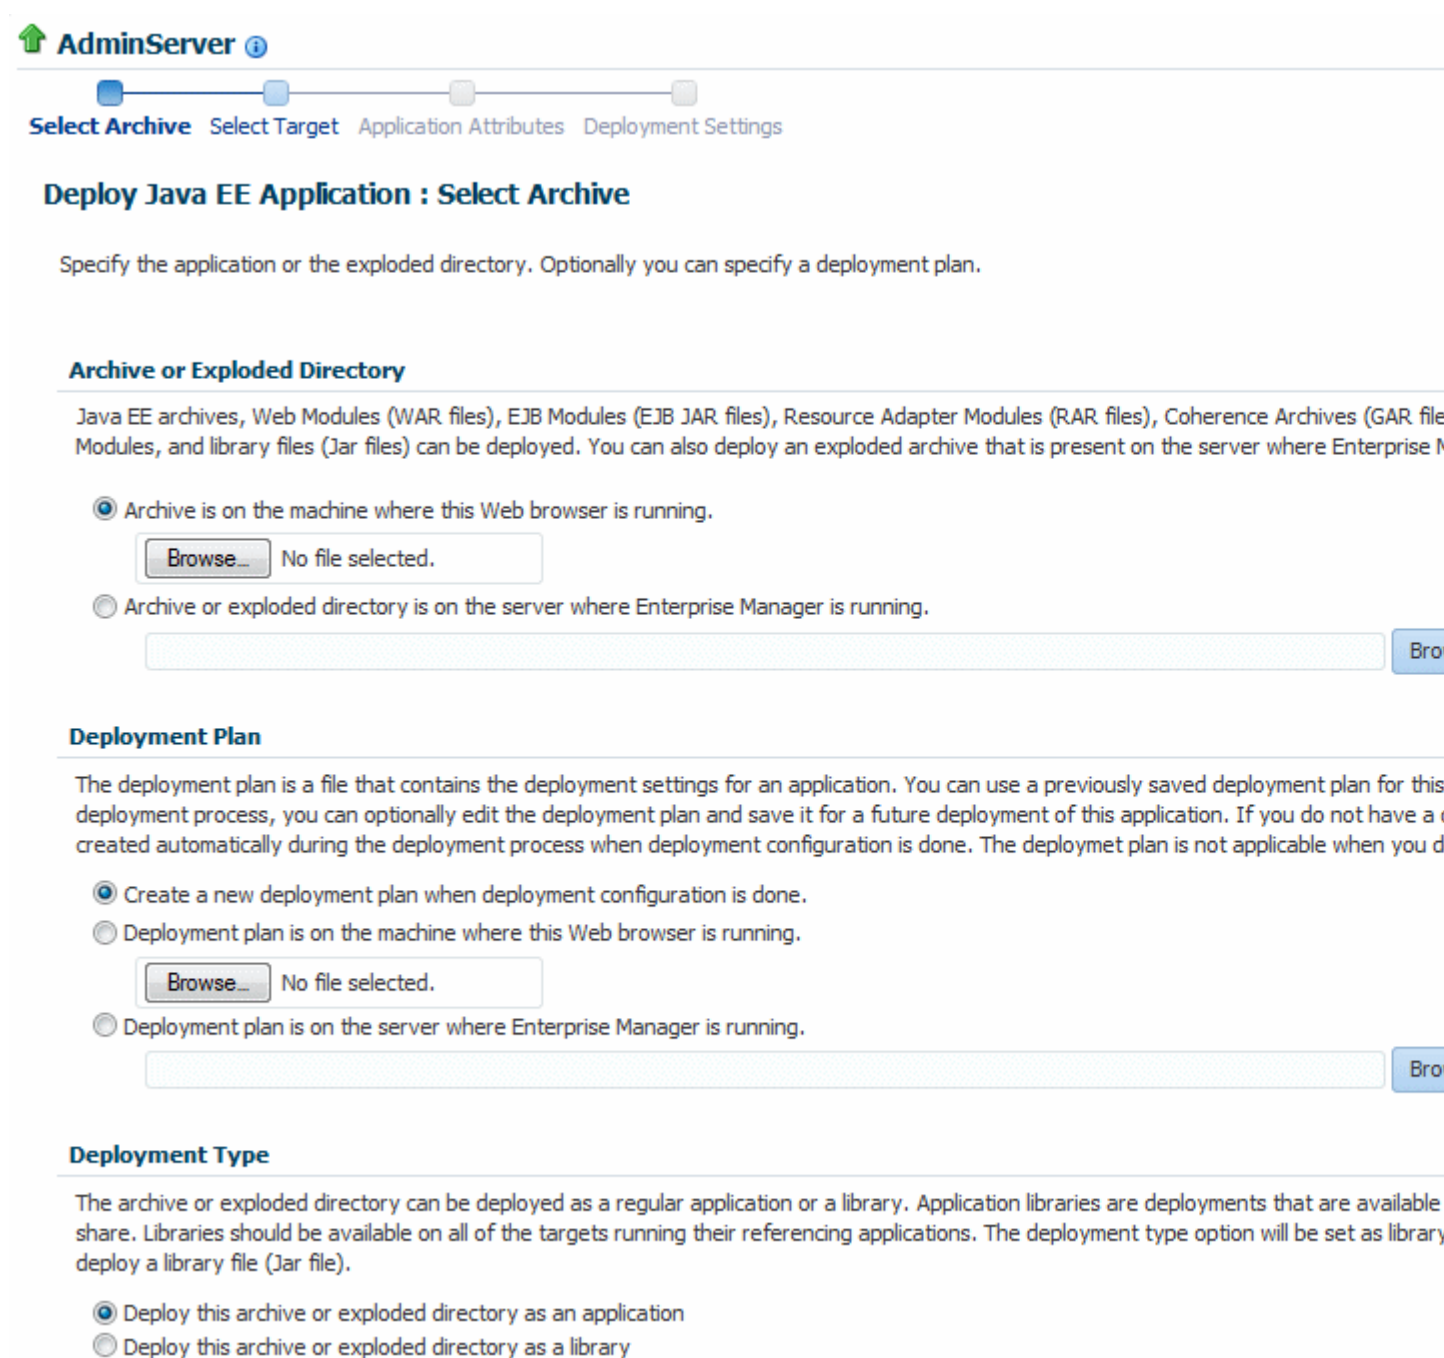 AdminServer
Select Archive Select Target Application Attributes Deployment Settings
Deploy Java EE Application : Select Archive
Specify the application or the exploded directory. Optionally you can specify a deployment plan.
Archive or Exploded Directory
Java EE archives, Web Modules (WAR files), EJB Modules (EJB JAR files), Resource Adapter Modules (RAR files), Coherence Archives (GAR file
Modules, and library files (Jar files) can be deployed. You can also deploy an exploded archive that is present on the server where Enterprise
Archive is on the machine where this Web browser is running.
Browse... No file selected.
Archive or exploded directory is on the server where Enterprise Manager is running.
Bro
Deployment Plan
The deployment plan is a file that contains the deployment settings for an application. You can use a previously saved deployment plan for this
deployment process, you can optionally edit the deployment plan and save it for a future deployment of this application. If you do not have a
created automatically during the deployment process when deployment configuration is done. The deploymet plan is not applicable when you d
Create a new deployment plan when deployment configuration is done.
Deployment plan is on the machine where this Web browser is running.
Browse... No file selected.
Deployment plan is on the server where Enterprise Manager is running.
Bro
Deployment Type
The archive or exploded directory can be deployed as a regular application or a library. Application libraries are deployments that are available
share. Libraries should be available on all of the targets running their referencing applications. The deployment type option will be set as library
deploy a library file (Jar file).
Deploy this archive or exploded directory as an application
Deploy this archive or exploded directory as a library